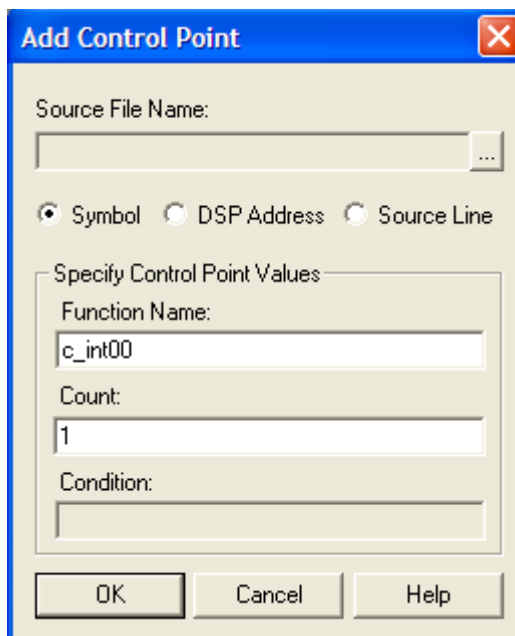 Add Control Point
Source File Name:
...
Symbol DSP Address Source Line
Specify Control Point Values
Function Name:
c_int00
Count:
1
Condition:
OK Cancel Help